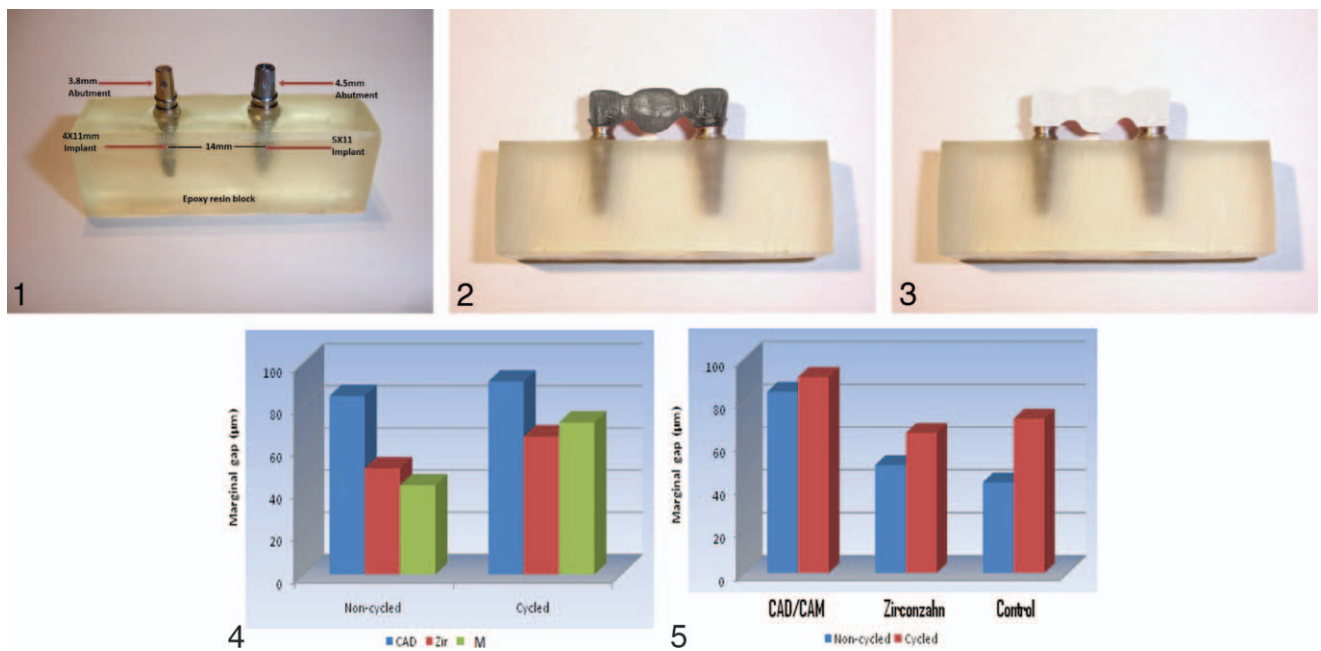 3.8mm
Abutment
4.5mm
Abutment
4X11mm
Implant
14mm
5X11
Implant
Epoxy resin block
1
2
3
Marginal gap (µm)
100
80
60
40
20
0
Non-cycled
Cycled
CAD
Zir
M
4
Marginal gap (µm)
100
80
60
40
20
0
CAD/CAM
Zirconzahn
Control
Non-cycled
Cycled
5